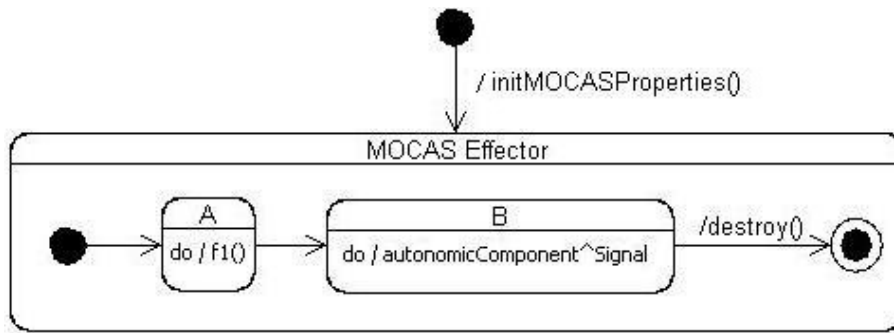 / initMOCASProperties()
MOCAS Effector
A
do / f1()
B
do / autonomicComponent^Signal
/destroy()